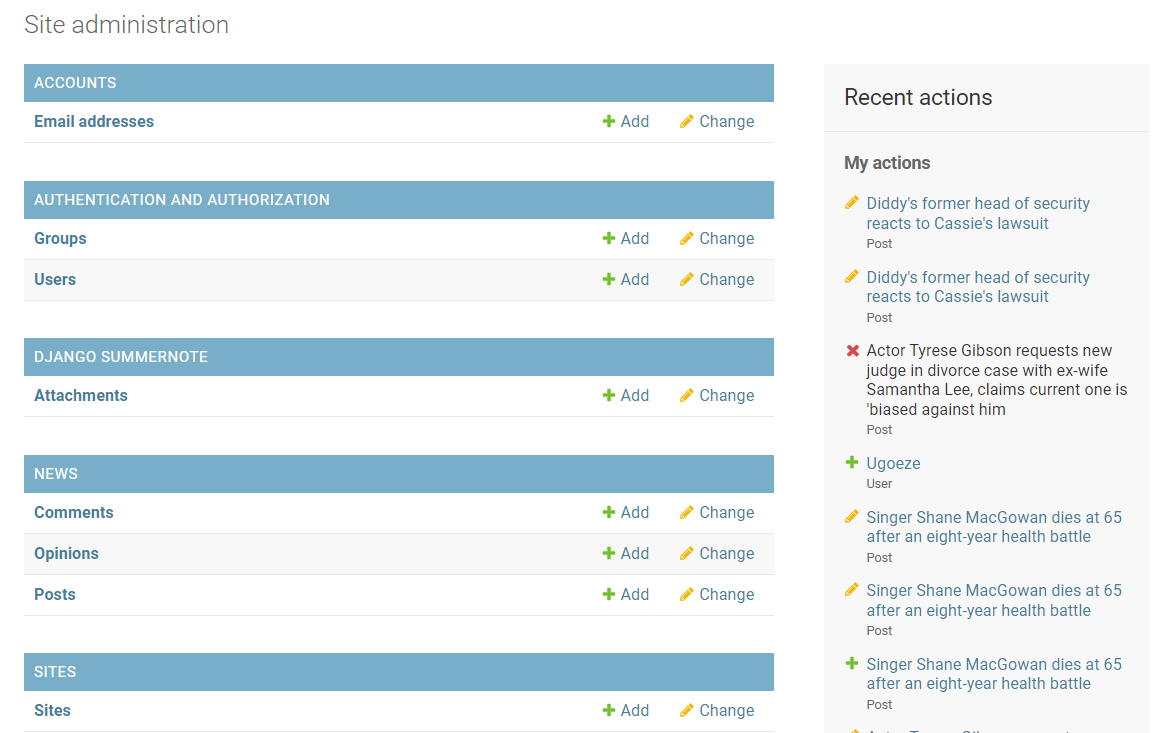 Site administration
ACCOUNTS
Email addresses Add Change
AUTHENTICATION AND AUTHORIZATION
Groups Add Change
Users Add Change
DJANGO SUMMERNOTE
Attachments Add Change
NEWS
Comments Add Change
Opinions Add Change
Posts Add Change
SITES
Sites Add Change
Recent actions
My actions
Diddy's former head of security
reacts to Cassie's lawsuit
Post
Diddy's former head of security
reacts to Cassie's lawsuit
Post
Actor Tyrese Gibson requests new
judge in divorce case with ex-wife
Samantha Lee, claims current one is
'biased against him
Post
Ugoeze
User
Singer Shane MacGowan dies at 65
after an eight-year health battle
Post
Singer Shane MacGowan dies at 65
after an eight-year health battle
Post
Singer Shane MacGowan dies at 65
after an eight-year health battle
Post